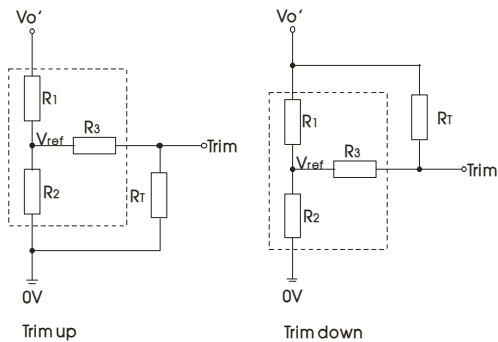 Vo'
R1
Vref
R3
Trim
R2
RT
0V
Trim up
Vo'
R1
RT
Vref
R3
Trim
R2
0V
Trim down